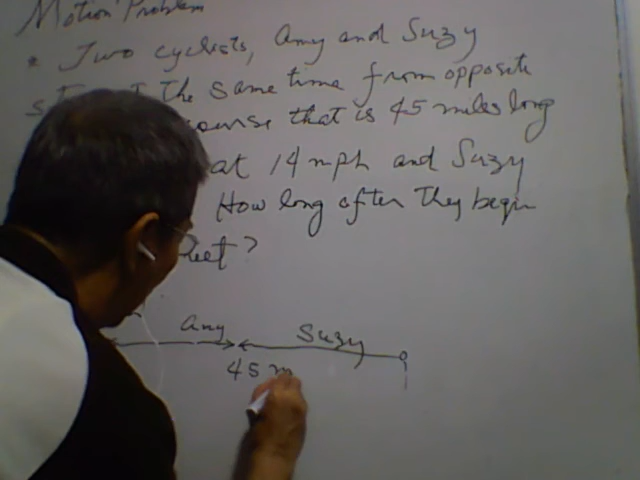 Motion Problem
• Two cyclists, Amy and Suzy
the same time from opposite
course that is 45 miles long
at 14 mph and Suzy
How long after they begin
meet?
Amy Suzy
45 m